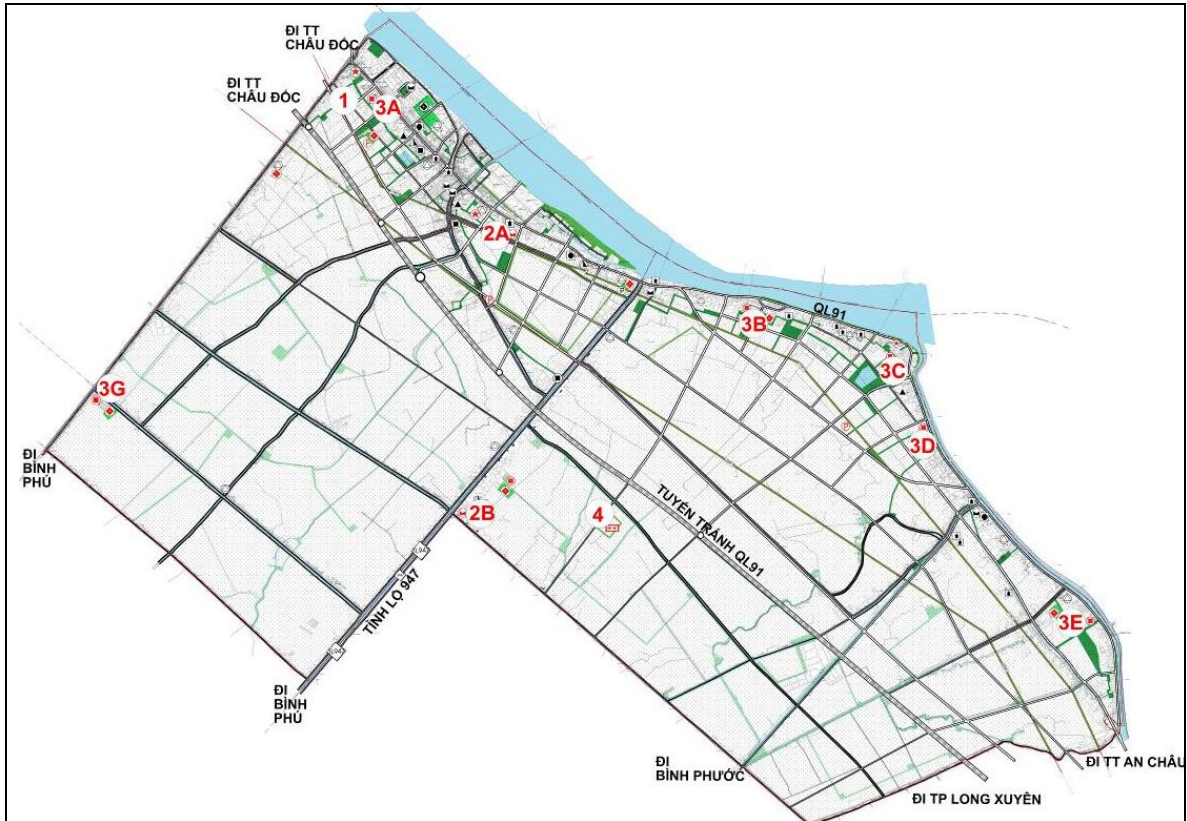 ĐI TT
CHÂU ĐỐC
ĐI TT
CHÂU ĐỐC
1
3A
2A
3B
QL91
3C
3G
3D
ĐI
BÌNH
PHÚ
2B
4
TUYẾN TRÁNH QL91
TỈNH LỘ 947
3E
ĐI
BÌNH
PHÚ
ĐI
BÌNH PHƯỚC
ĐI TT AN CHÂU
ĐI TP LONG XUYÊN